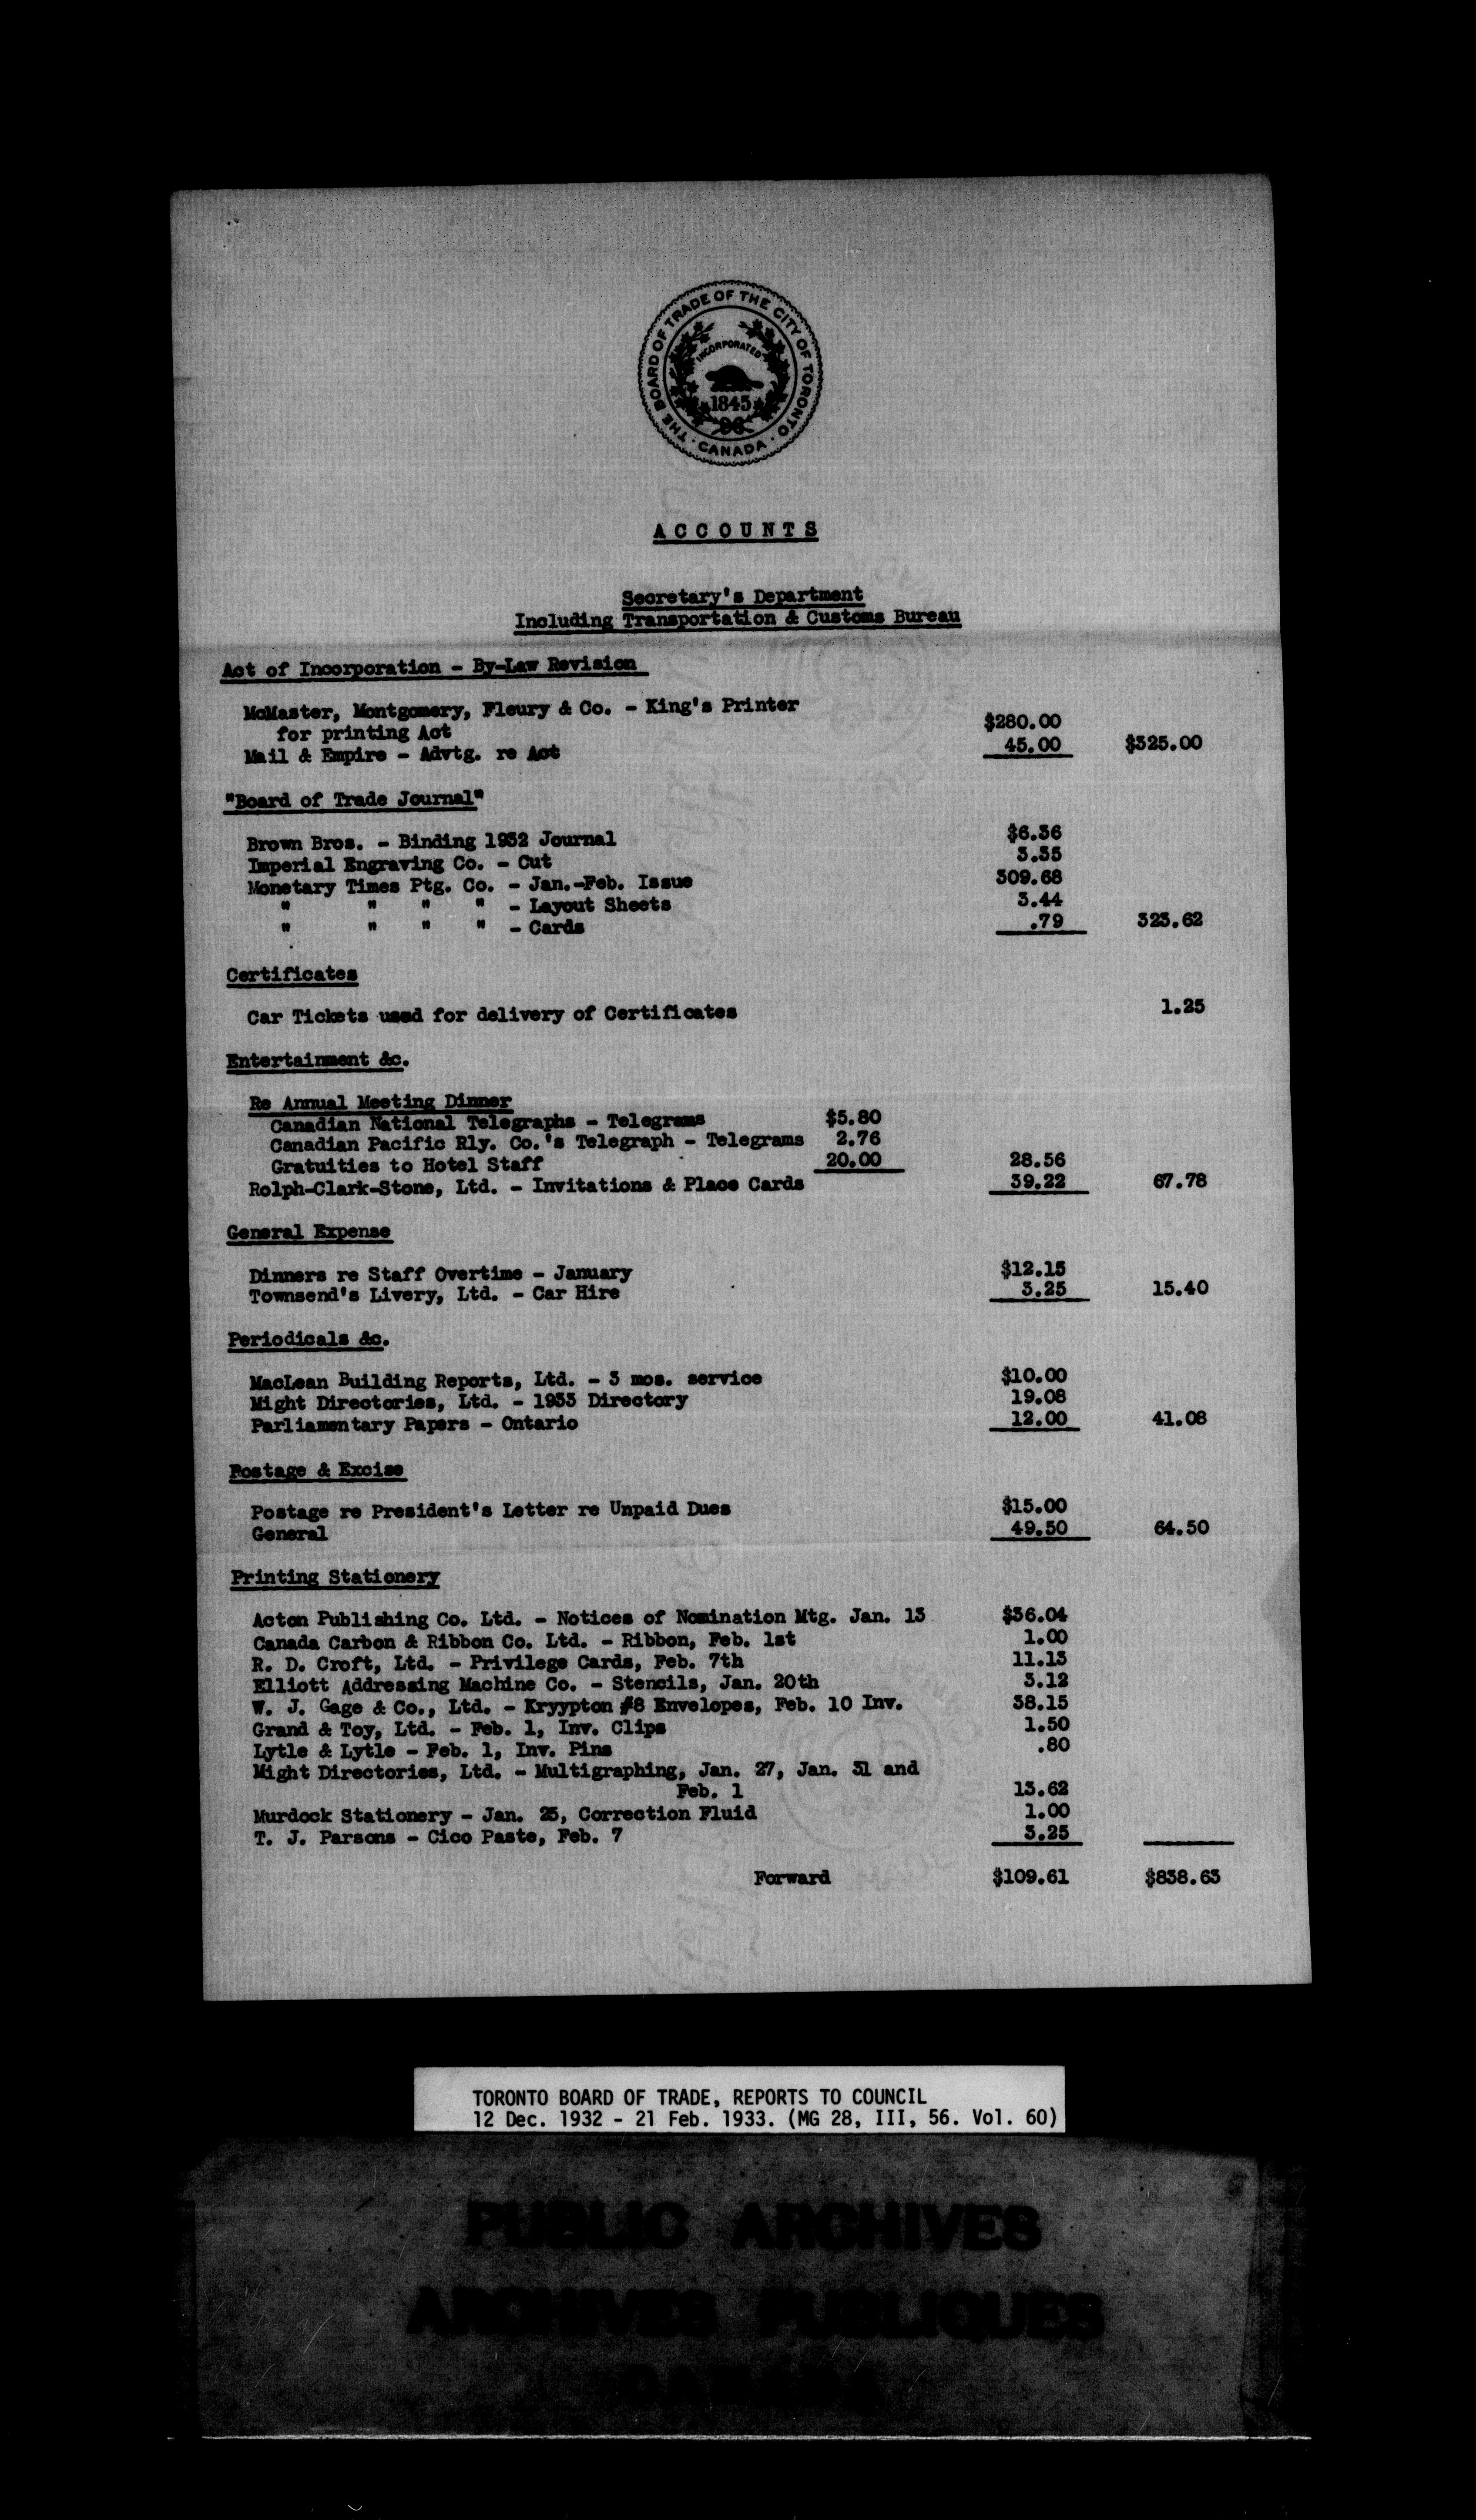 THE BOARD OF TRADE OF THE CITY OF TORONTO
INCORPORATED
1845
CANADA
ACCOUNTS
Secretary's Department
Including Transportation & Customs Bureau
Act of Incorporation - By-Law Revision
McMaster, Montgomery, Fleury & Co. - King's Printer
for printing Act $280.00
Mail & Empire - Advtg. re Act 45.00 $325.00
"Board of Trade Journal"
Brown Bros. - Binding 1932 Journal $6.36
Imperial Engraving Co. - Cut 3.35
Monetary Times Ptg. Co. - Jan.-Feb. Issue 309.68
" " " " - Layout Sheets 3.44
" " " " - Cards .79 323.62
Certificates
Car Tickets used for delivery of Certificates 1.25
Entertainment &c.
Re Annual Meeting Dinner
Canadian National Telegraphs - Telegrams $5.80
Canadian Pacific Rly. Co.'s Telegraph - Telegrams 2.76
Gratuities to Hotel Staff 20.00 28.56
Rolph-Clark-Stone, Ltd. - Invitations & Place Cards 39.22 67.78
General Expense
Dinners re Staff Overtime - January $12.15
Townsend's Livery, Ltd. - Car Hire 3.25 15.40
Periodicals &c.
MacLean Building Reports, Ltd. - 3 mos. service $10.00
Might Directories, Ltd. - 1933 Directory 19.08
Parliamentary Papers - Ontario 12.00 41.08
Postage & Excise
Postage re President's Letter re Unpaid Dues $15.00
General 49.50 64.50
Printing Stationery
Acton Publishing Co. Ltd. - Notices of Nomination Mtg. Jan. 13 $36.04
Canada Carbon & Ribbon Co. Ltd. - Ribbon, Feb. 1st 1.00
R. D. Croft, Ltd. - Privilege Cards, Feb. 7th 11.13
Elliott Addressing Machine Co. - Stencils, Jan. 20th 3.12
W. J. Gage & Co., Ltd. - Kryypton #8 Envelopes, Feb. 10 Inv. 38.15
Grand & Toy, Ltd. - Feb. 1, Inv. Clips 1.50
Lytle & Lytle - Feb. 1, Inv. Pins .80
Might Directories, Ltd. - Multigraphing, Jan. 27, Jan. 31 and
Feb. 1 13.62
Murdock Stationery - Jan. 25, Correction Fluid 1.00
T. J. Parsons - Cico Paste, Feb. 7 3.25
Forward $109.61 $838.63
TORONTO BOARD OF TRADE, REPORTS TO COUNCIL
12 Dec. 1932 - 21 Feb. 1933. (MG 28, III, 56. Vol. 60)
PUBLIC ARCHIVES
ARCHIVES PUBLIQUES
CANADA